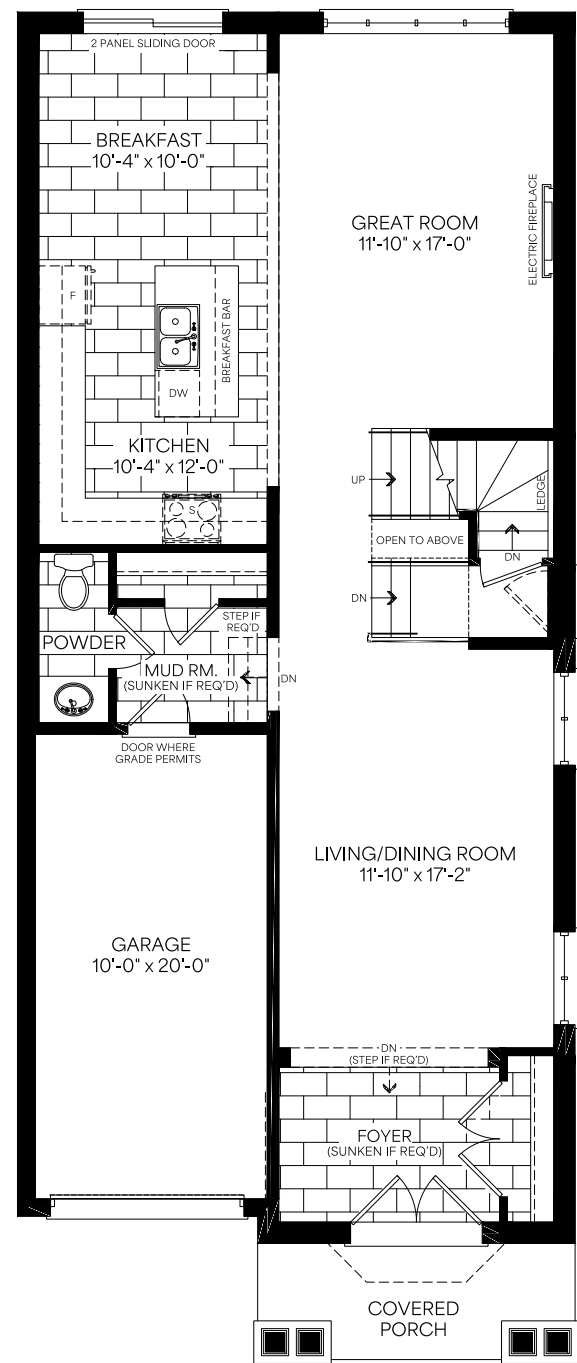 2 PANEL SLIDING DOOR
BREAKFAST
10'-4" x 10'-0"
GREAT ROOM
11'-10" x 17'-0"
ELECTRIC FIREPLACE
F
BREAKFAST BAR
DW
KITCHEN
10'-4" x 12'-0"
S
UP
LEDGE
OPEN TO ABOVE
DN
DN
POWDER
STEP IF
REQ'D
MUD RM.
(SUNKEN IF REQ'D)
DN
DOOR WHERE
GRADE PERMITS
LIVING/DINING ROOM
11'-10" x 17'-2"
GARAGE
10'-0" x 20'-0"
DN
(STEP IF REQ'D)
FOYER
(SUNKEN IF REQ'D)
COVERED
PORCH